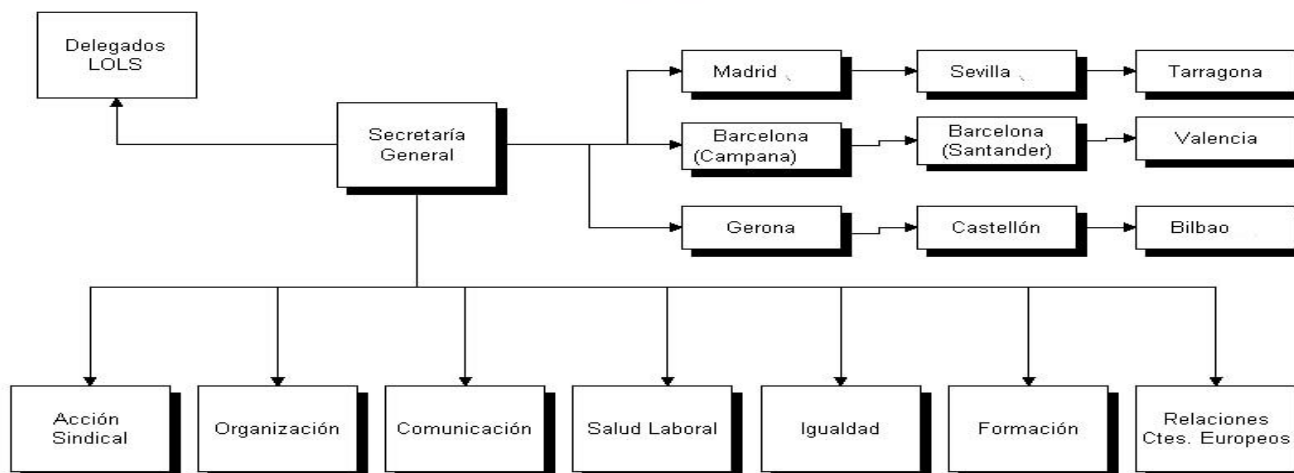 Delegados
LOLS
Secretaría
General
Madrid
Sevilla
Tarragona
Barcelona
(Campana)
Barcelona
(Santander)
Valencia
Gerona
Castellón
Bilbao
Acción
Sindical
Organización
Comunicación
Salud Laboral
Igualdad
Formación
Relaciones
Ctes. Europeos